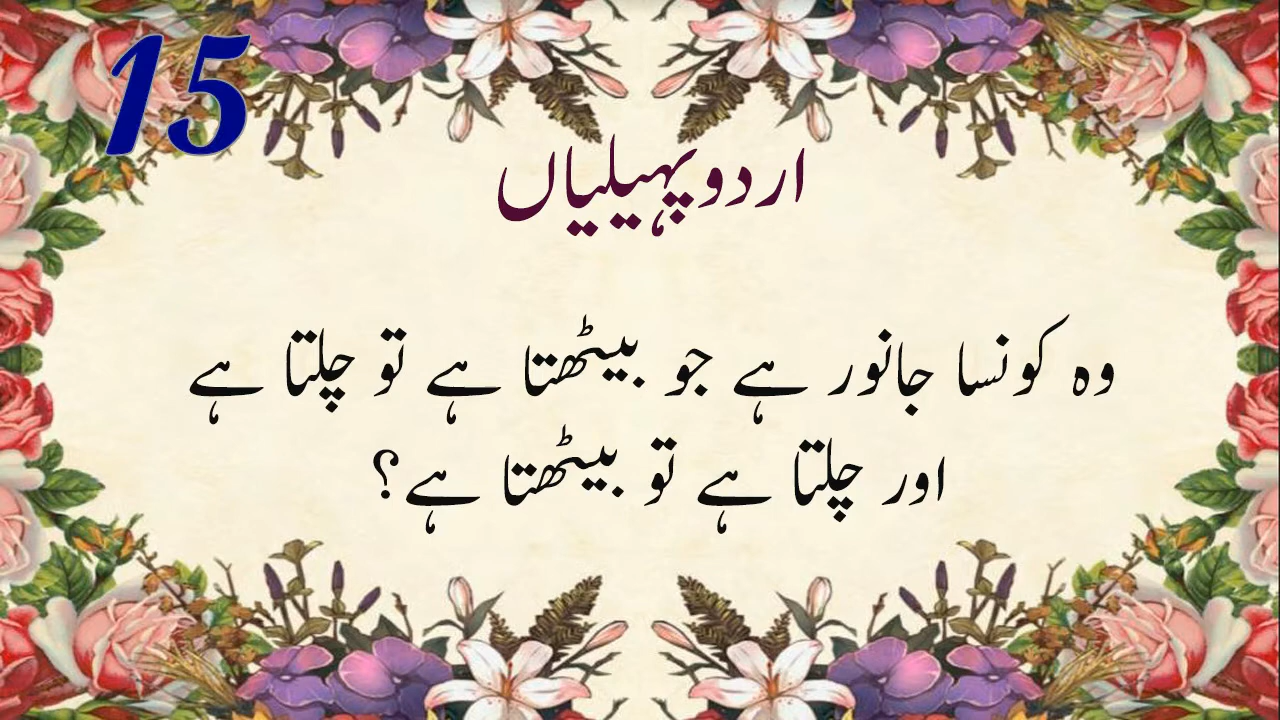 15
اردو پہیلیاں
وہ کونسا جانور ہے جو بیٹھتا ہے تو چلتا ہے
اور چلتا ہے تو بیٹھتا ہے؟